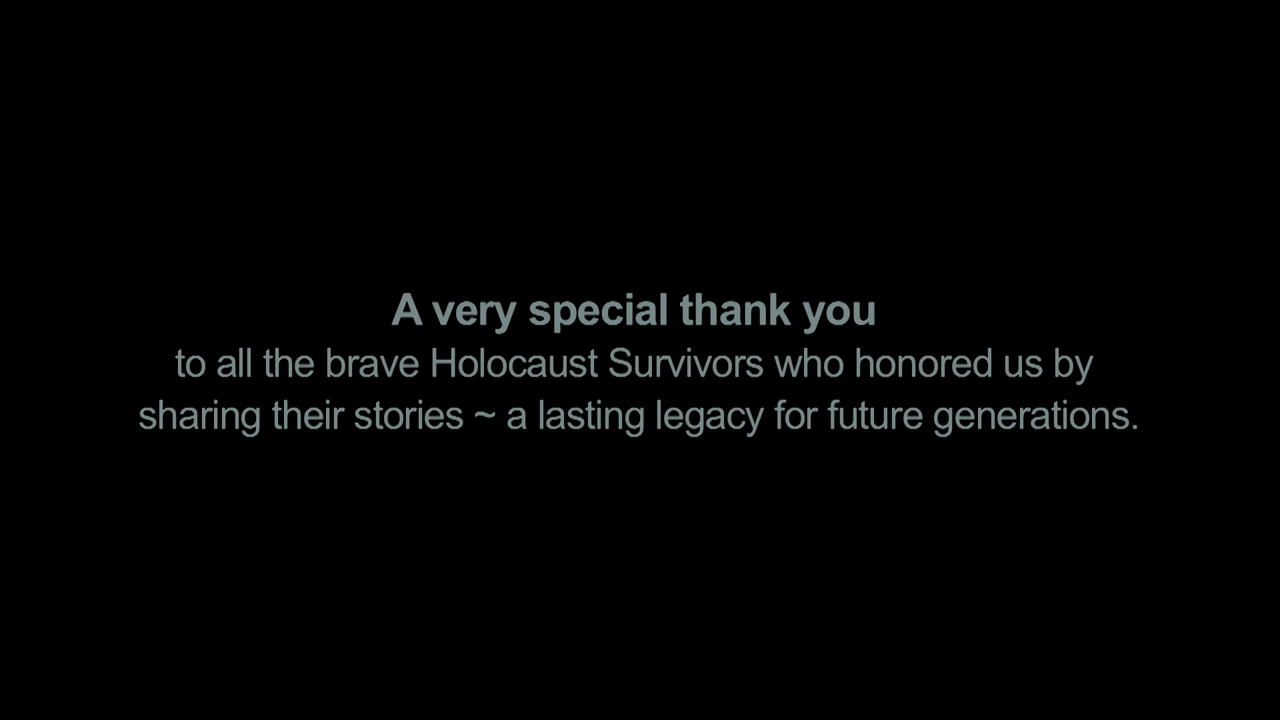 A very special thank you
to all the brave Holocaust Survivors who honored us by
sharing their stories ~ a lasting legacy for future generations.